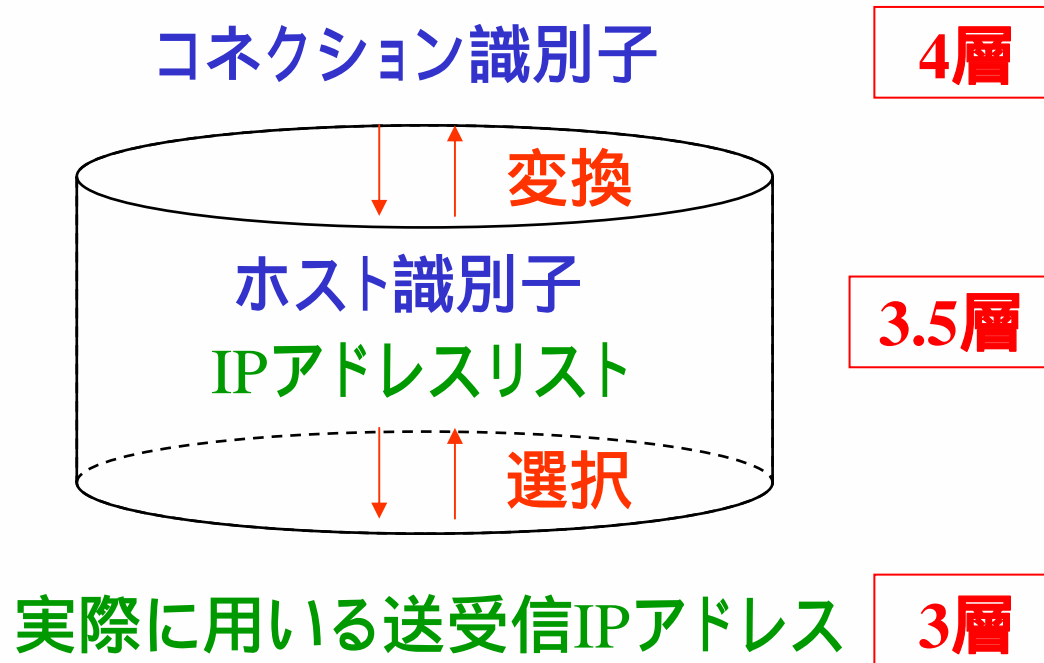 コネクション識別子 4層
変換
ホスト識別子
3.5層
IPアドレスリスト
選択
実際に用いる送受信IPアドレス 3層